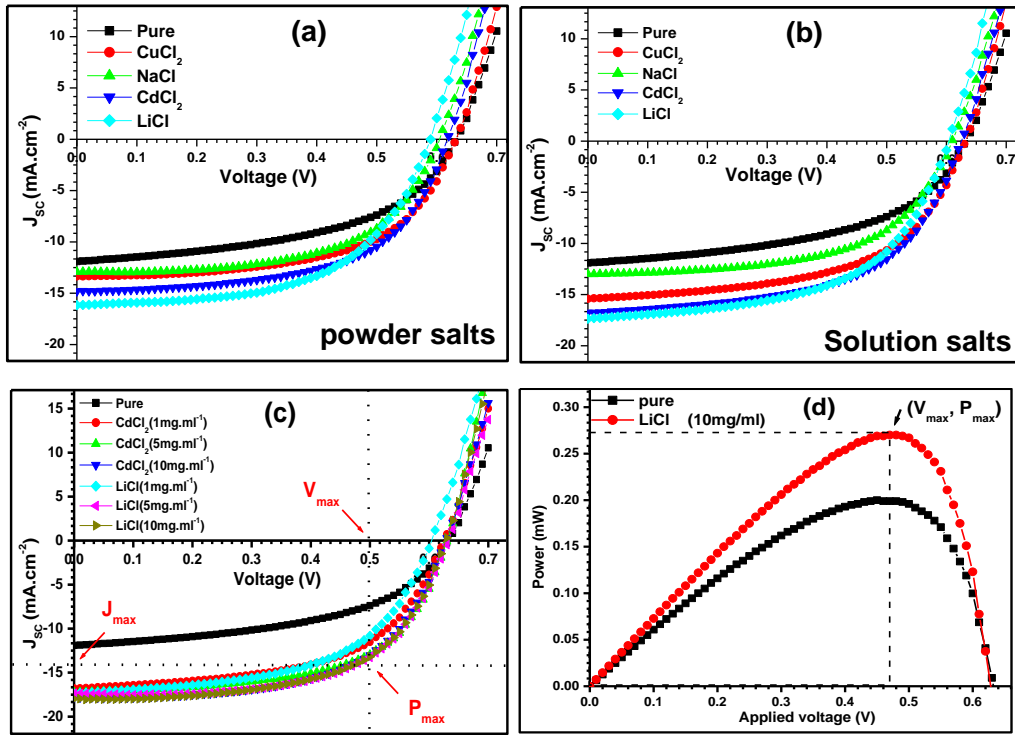 (a)
Pure
CuCl₂
NaCl
CdCl₂
LiCl
10
5
0
-5
-10
-15
-20
0.0 0.1 0.2 0.3 0.4 0.5 0.6 0.7
Voltage (V)
J_SC (mA.cm⁻²)
powder salts
(b)
Pure
CuCl₂
NaCl
CdCl₂
LiCl
10
5
0
-5
-10
-15
-20
0.0 0.1 0.2 0.3 0.4 0.5 0.6 0.7
Voltage (V)
J_SC (mA.cm⁻²)
Solution salts
(c)
Pure
CdCl₂(1mg.ml⁻¹)
CdCl₂(5mg.ml⁻¹)
CdCl₂(10mg.ml⁻¹)
LiCl(1mg.ml⁻¹)
LiCl(5mg.ml⁻¹)
LiCl(10mg.ml⁻¹)
V_max
15
10
5
0
-5
-10
-15
-20
0.0 0.1 0.2 0.3 0.4 0.5 0.6 0.7
Voltage (V)
J_SC (mA.cm⁻²)
J_max
P_max
(d)
pure
LiCl (10mg/ml)
(V_max, P_max)
0.30
0.25
0.20
0.15
0.10
0.05
0.00
Power (mW)
0.0 0.1 0.2 0.3 0.4 0.5 0.6
Applied voltage (V)